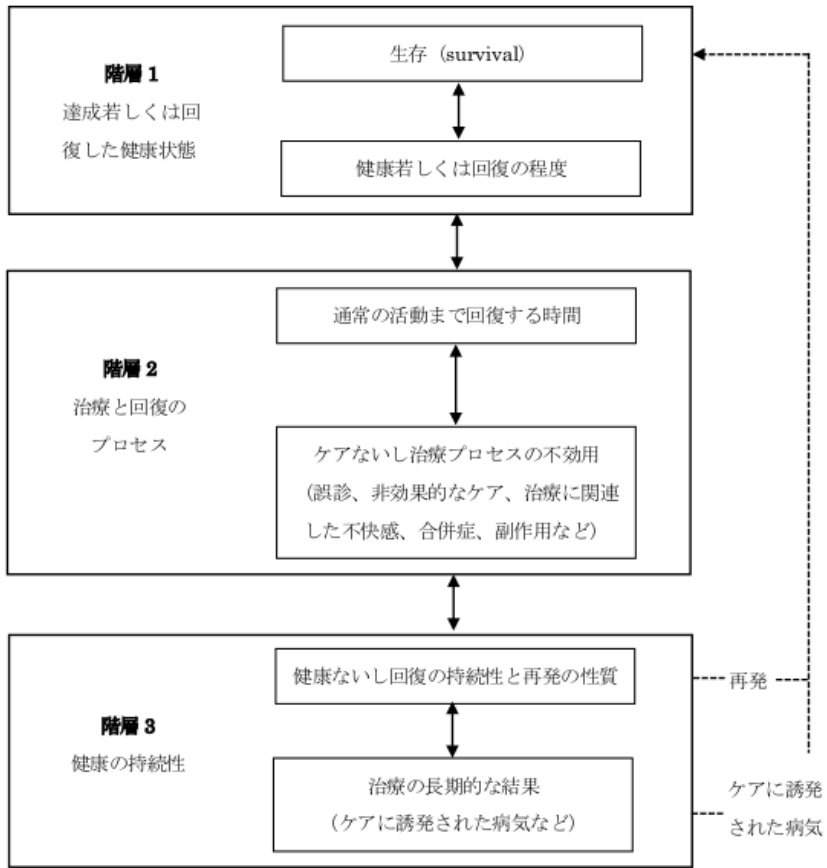 階層 1
達成若しくは回
復した健康状態
生存 (survival)
健康若しくは回復の程度
階層 2
治療と回復の
プロセス
通常の活動まで回復する時間
ケアないし治療プロセスの不効用
(誤診、非効果的なケア、治療に関連
した不快感、合併症、副作用など)
階層 3
健康の持続性
健康ないし回復の持続性と再発の性質
治療の長期的な結果
(ケアに誘発された病気など)
再発
ケアに誘発
された病気